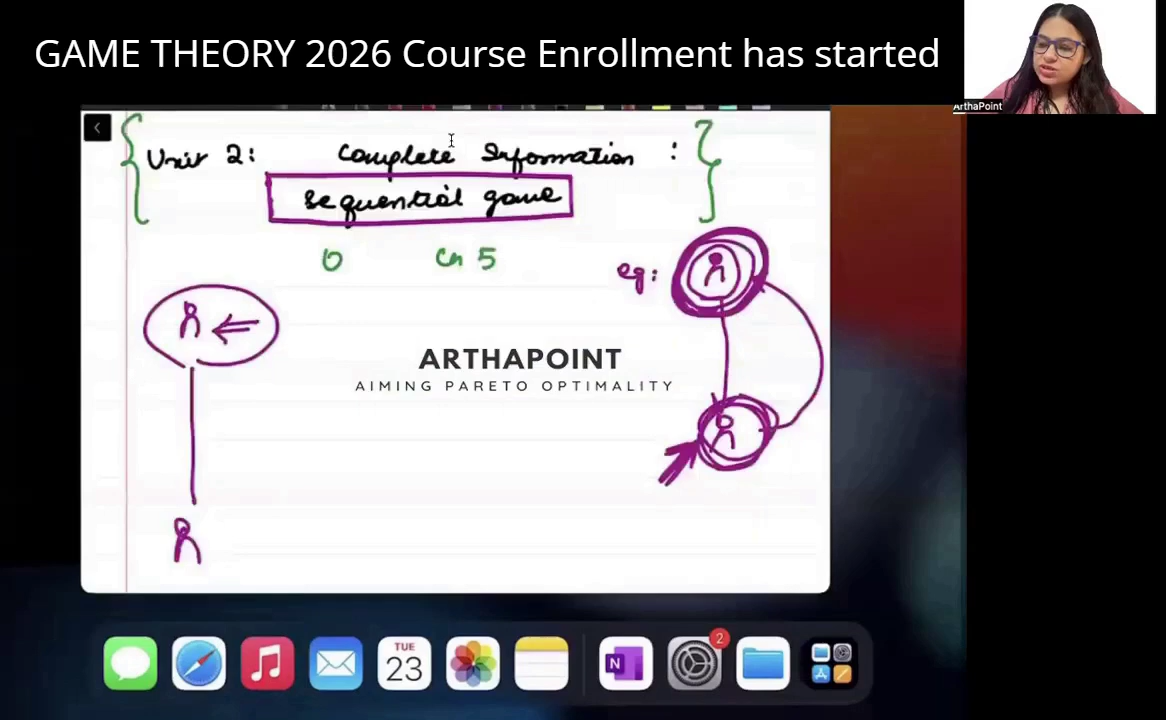 GAME THEORY 2026 Course Enrollment has started
ArthaPoint
Unit 2: Complete Information :
Sequential game
O Ch 5
eg:
ARTHAPOINT
AIMING PARETO OPTIMALITY
TUE
23
N
2